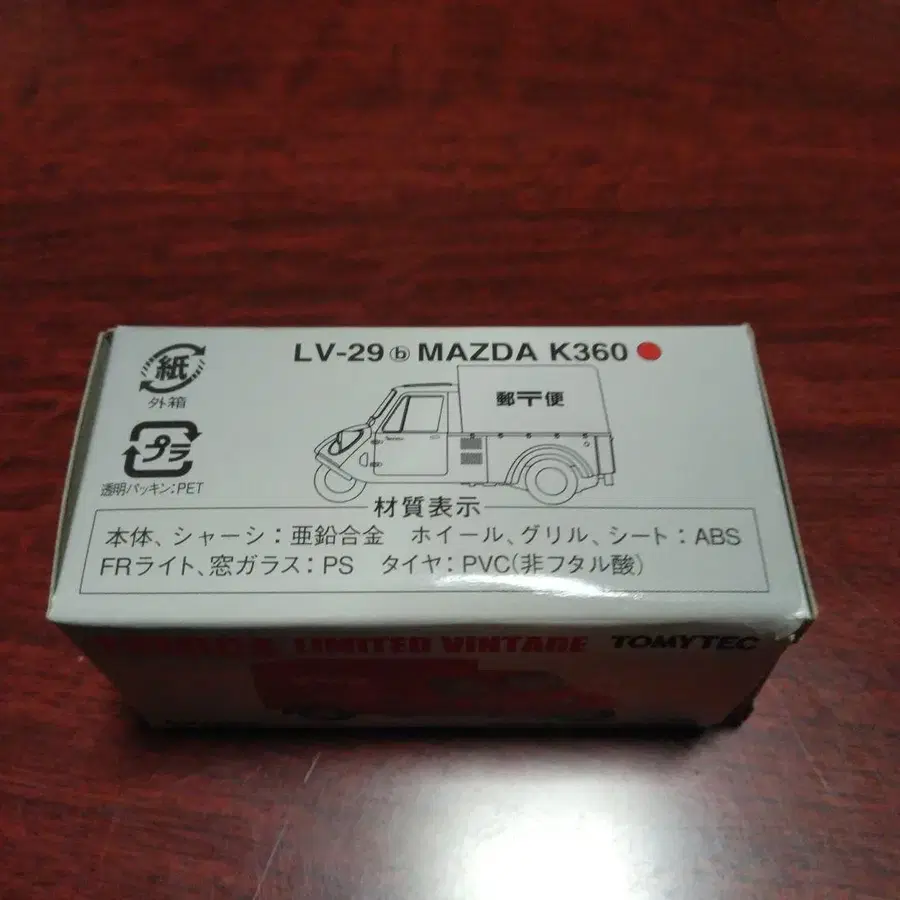 LV-29 ⓑ MAZDA K360
紙
外箱
プラ
透明パッキン:PET
郵〒便
材質表示
本体、シャーシ:亜鉛合金 ホイール、グリル、シート:ABS
FRライト、窓ガラス:PS タイヤ:PVC(非フタル酸)
LIMITED VINTAGE TOMYTEC